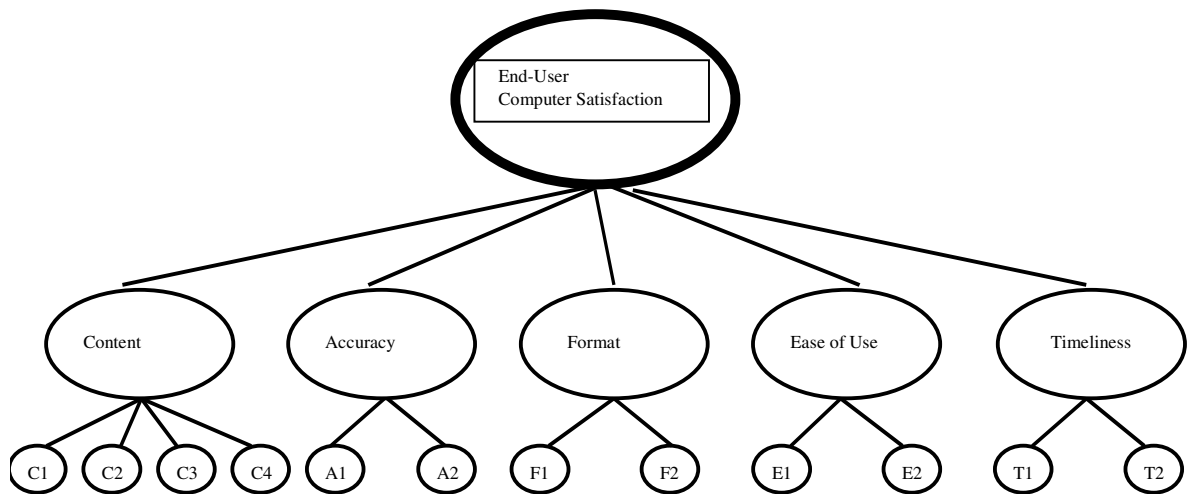 End-User
Computer Satisfaction
Content
Accuracy
Format
Ease of Use
Timeliness
C1
C2
C3
C4
A1
A2
F1
F2
E1
E2
T1
T2